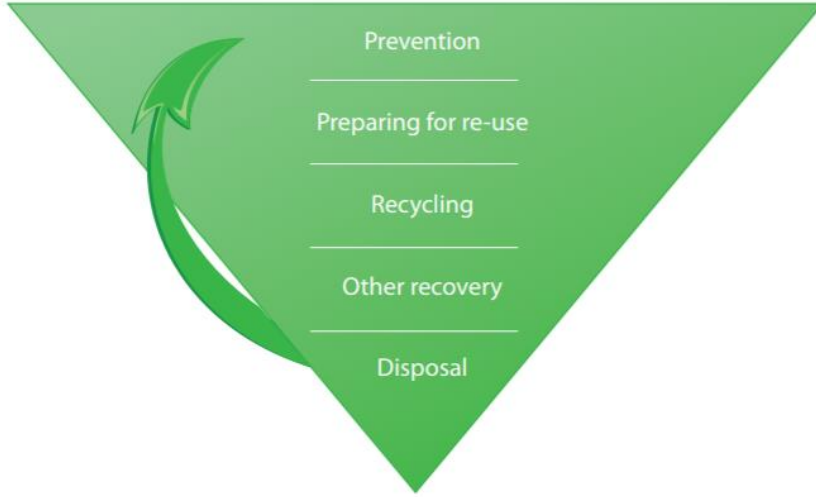 Prevention
Preparing for re-use
Recycling
Other recovery
Disposal